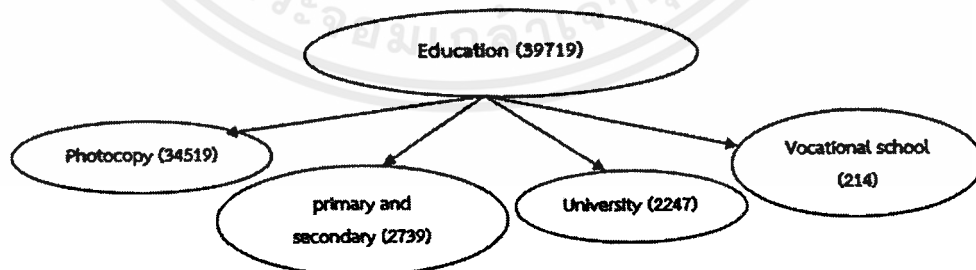 Education (39719)
Photocopy (34519)
Vocational school
(214)
primary and
secondary (2739)
University (2247)